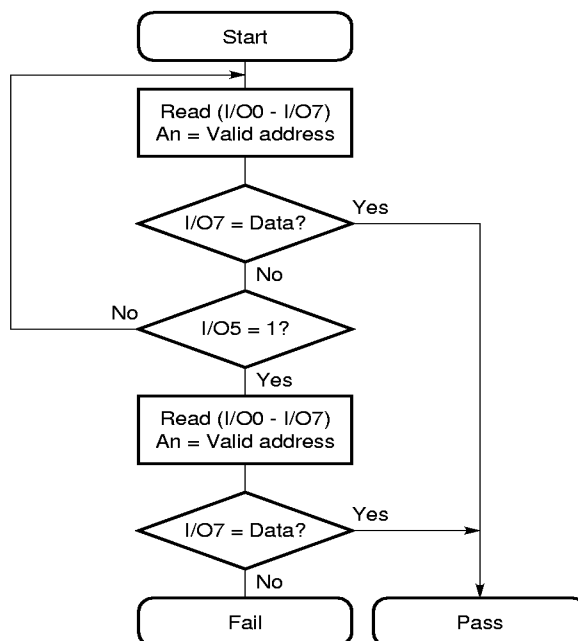 Start
Read (I/O0 - I/O7)
An = Valid address
I/O7 = Data?
Yes
No
No
I/O5 = 1?
Yes
Read (I/O0 - I/O7)
An = Valid address
I/O7 = Data?
Yes
No
Fail
Pass